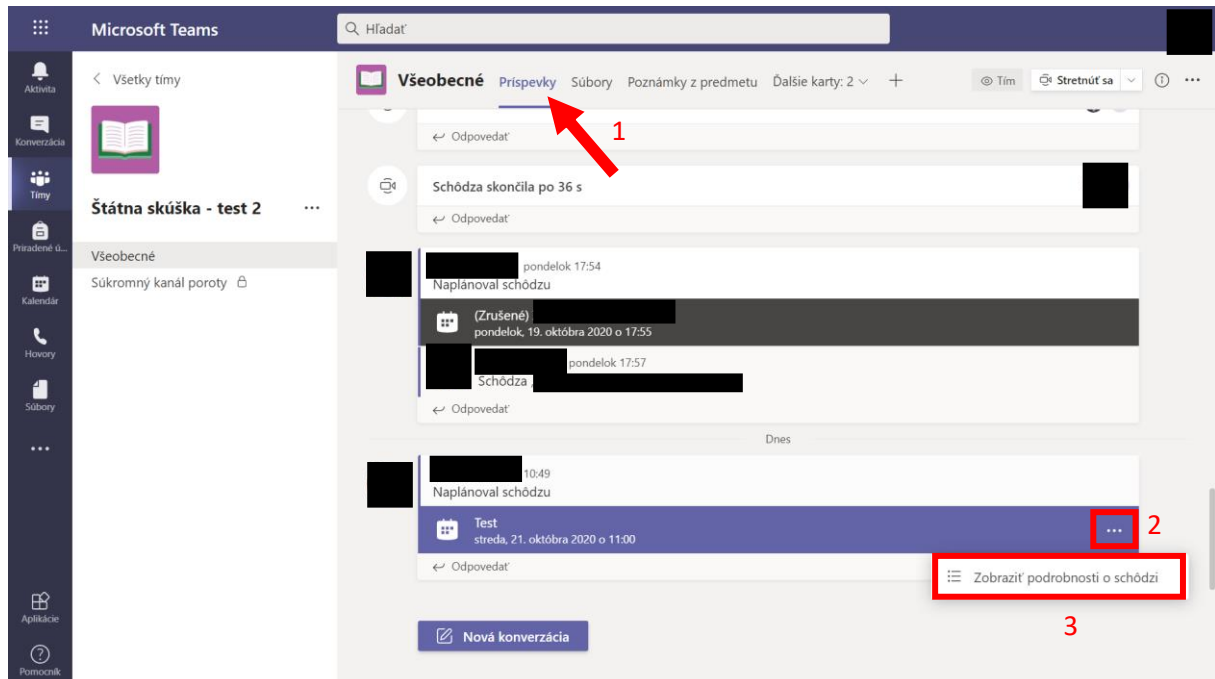 Microsoft Teams
Hľadať
Aktivita
Konverzácia
Tímy
Priradené ú...
Kalendár
Hovory
Súbory
Aplikácie
Pomocník
Všetky tímy
Štátna skúška - test 2
Všeobecné
Súkromný kanál poroty
Všeobecné Príspevky Súbory Poznámky z predmetu Ďalšie karty: 2
Tím Stretnúť sa
1
Odpovedať
Schôdza skončila po 36 s
Odpovedať
pondelok 17:54
Naplánoval schôdzu
(Zrušené)
pondelok, 19. októbra 2020 o 17:55
pondelok 17:57
Schôdza
Odpovedať
Dnes
10:49
Naplánoval schôdzu
Test
streda, 21. októbra 2020 o 11:00
2
Odpovedať
Zobraziť podrobnosti o schôdzi
3
Nová konverzácia